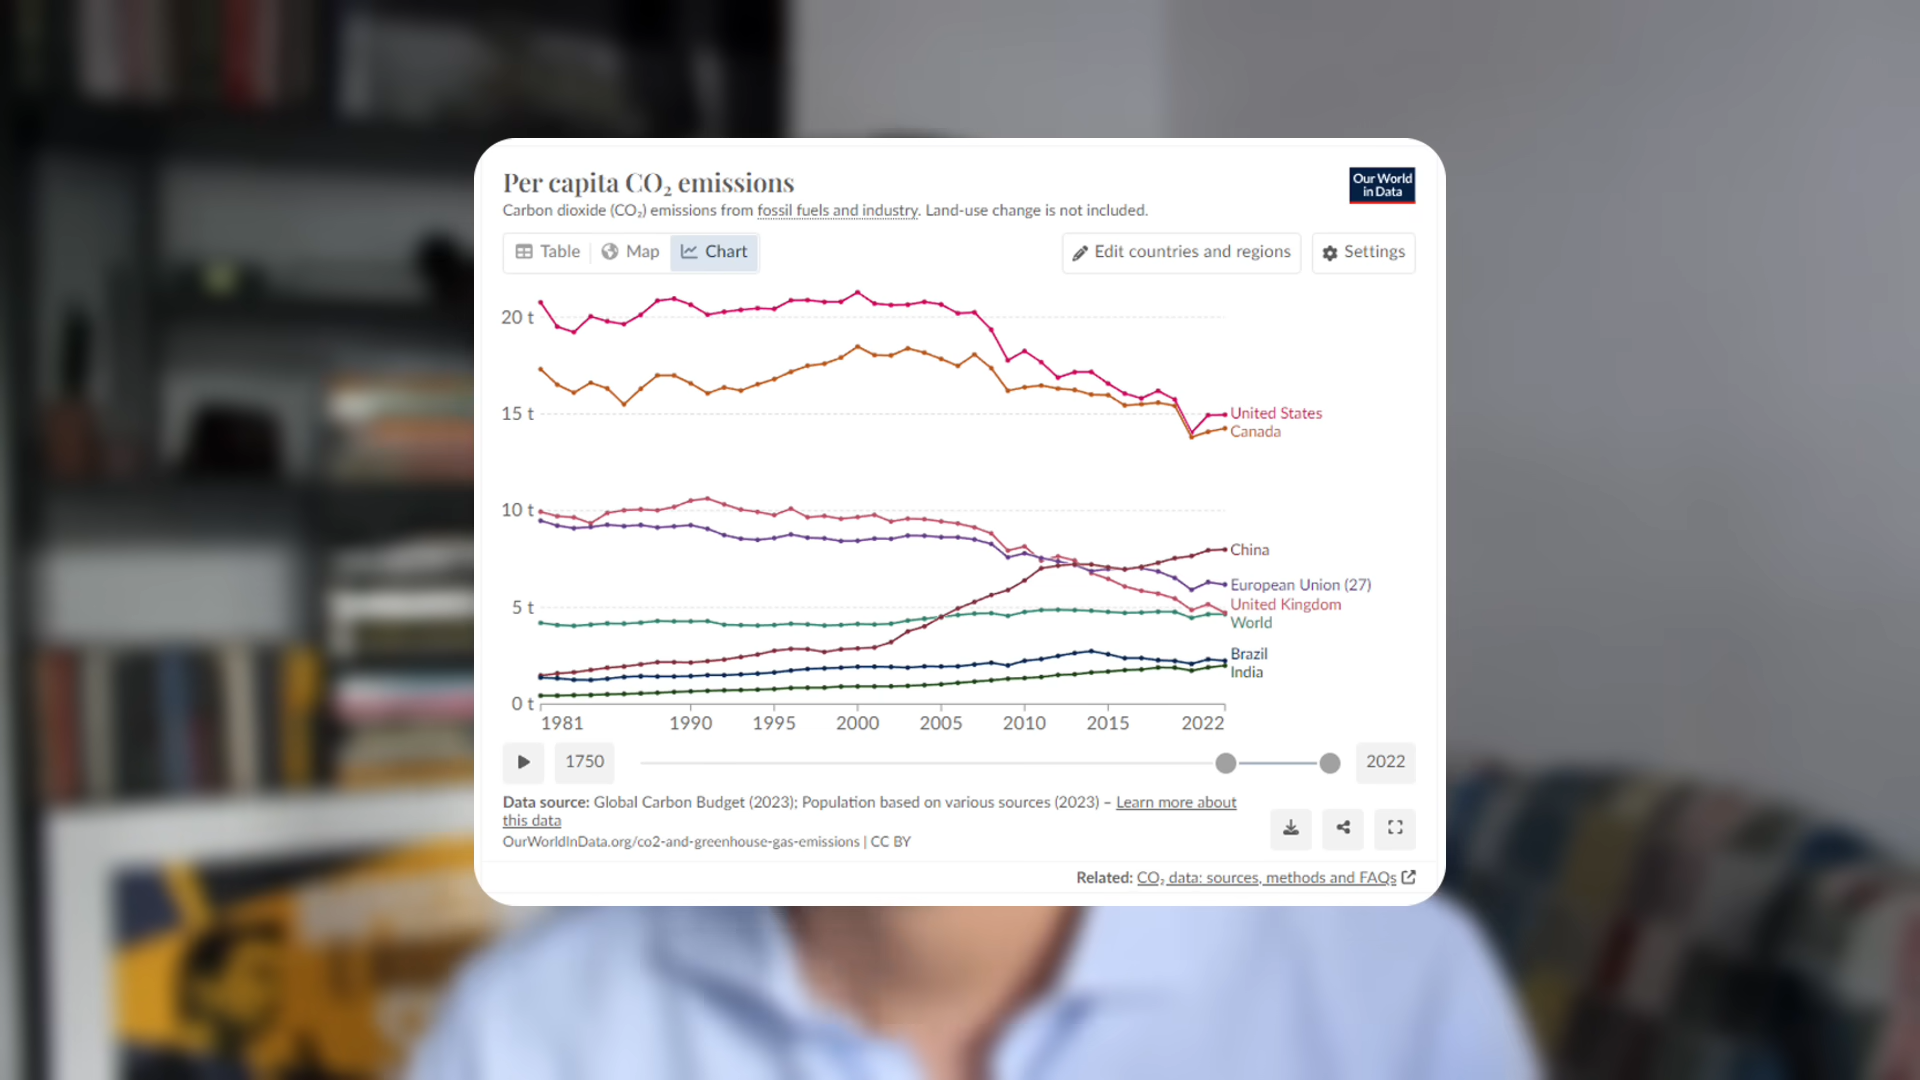 Per capita CO₂ emissions
Our World
in Data
Carbon dioxide (CO₂) emissions from fossil fuels and industry. Land-use change is not included.
Table
Map
Chart
Edit countries and regions
Settings
20 t
15 t
10 t
5 t
0 t
United States
Canada
China
European Union (27)
United Kingdom
World
Brazil
India
1981 1990 1995 2000 2005 2010 2015 2022
1750
2022
Data source: Global Carbon Budget (2023); Population based on various sources (2023) – Learn more about
this data
OurWorldInData.org/co2-and-greenhouse-gas-emissions | CC BY
Related: CO₂ data: sources, methods and FAQs